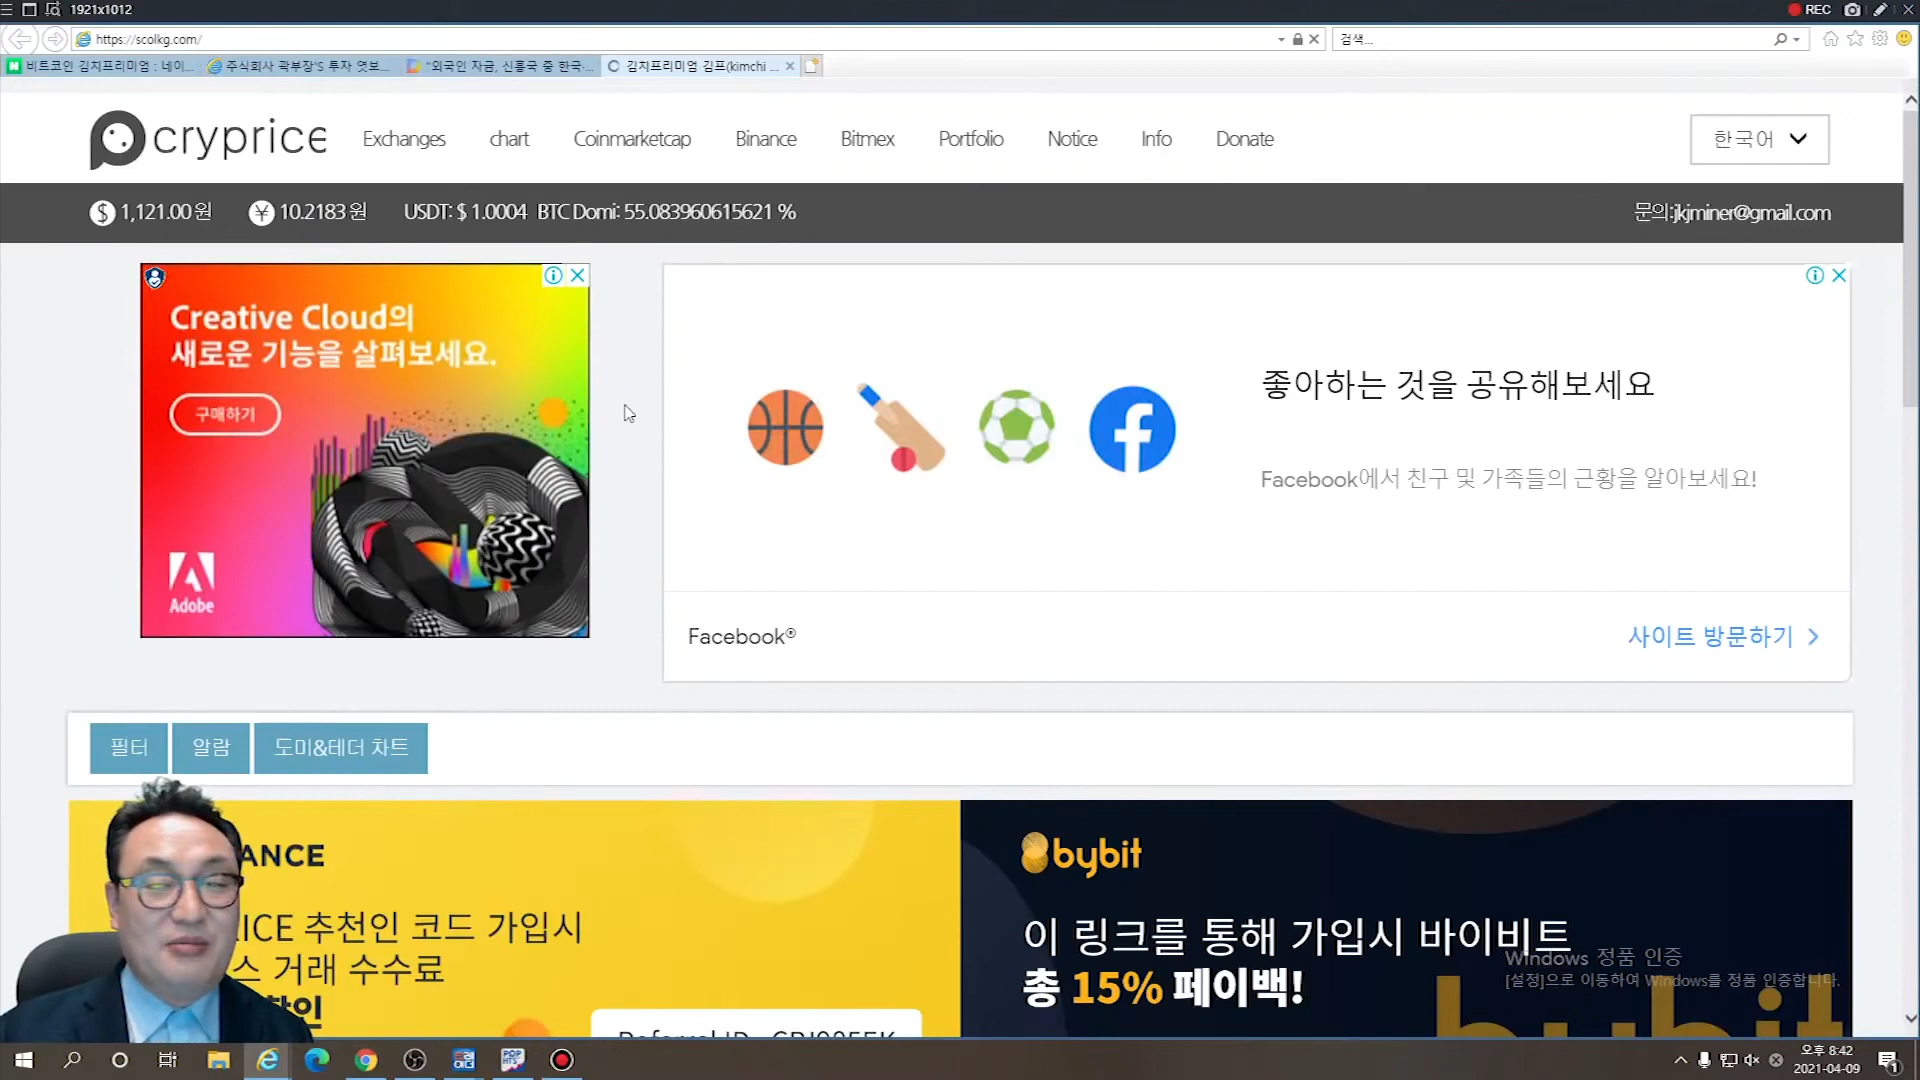 1921x1012
REC
https://scolkg.com/
검색...
비트코인 김치프리미엄 : 네이...
주식회사 곽부장'S 투자 엿보...
"외국인 자금, 신흥국 중 한국...
김치프리미엄 김프(kimchi ...
cryprice
Exchanges
chart
Coinmarketcap
Binance
Bitmex
Portfolio
Notice
Info
Donate
한국어
$ 1,121.00원
¥ 10.2183원
USDT: $ 1.0004 BTC Domi: 55.083960615621 %
문의:jkjminer@gmail.com
Creative Cloud의
새로운 기능을 살펴보세요.
구매하기
Adobe
좋아하는 것을 공유해보세요
Facebook에서 친구 및 가족들의 근황을 알아보세요!
Facebook®
사이트 방문하기
필터
알람
도미&테더 차트
ANCE
RICE 추천인 코드 가입시
스 거래 수수료
할인
bybit
이 링크를 통해 가입시 바이비트
총 15% 페이백!
Windows 정품 인증
[설정]으로 이동하여 Windows를 정품 인증합니다.
오후 8:42
2021-04-09